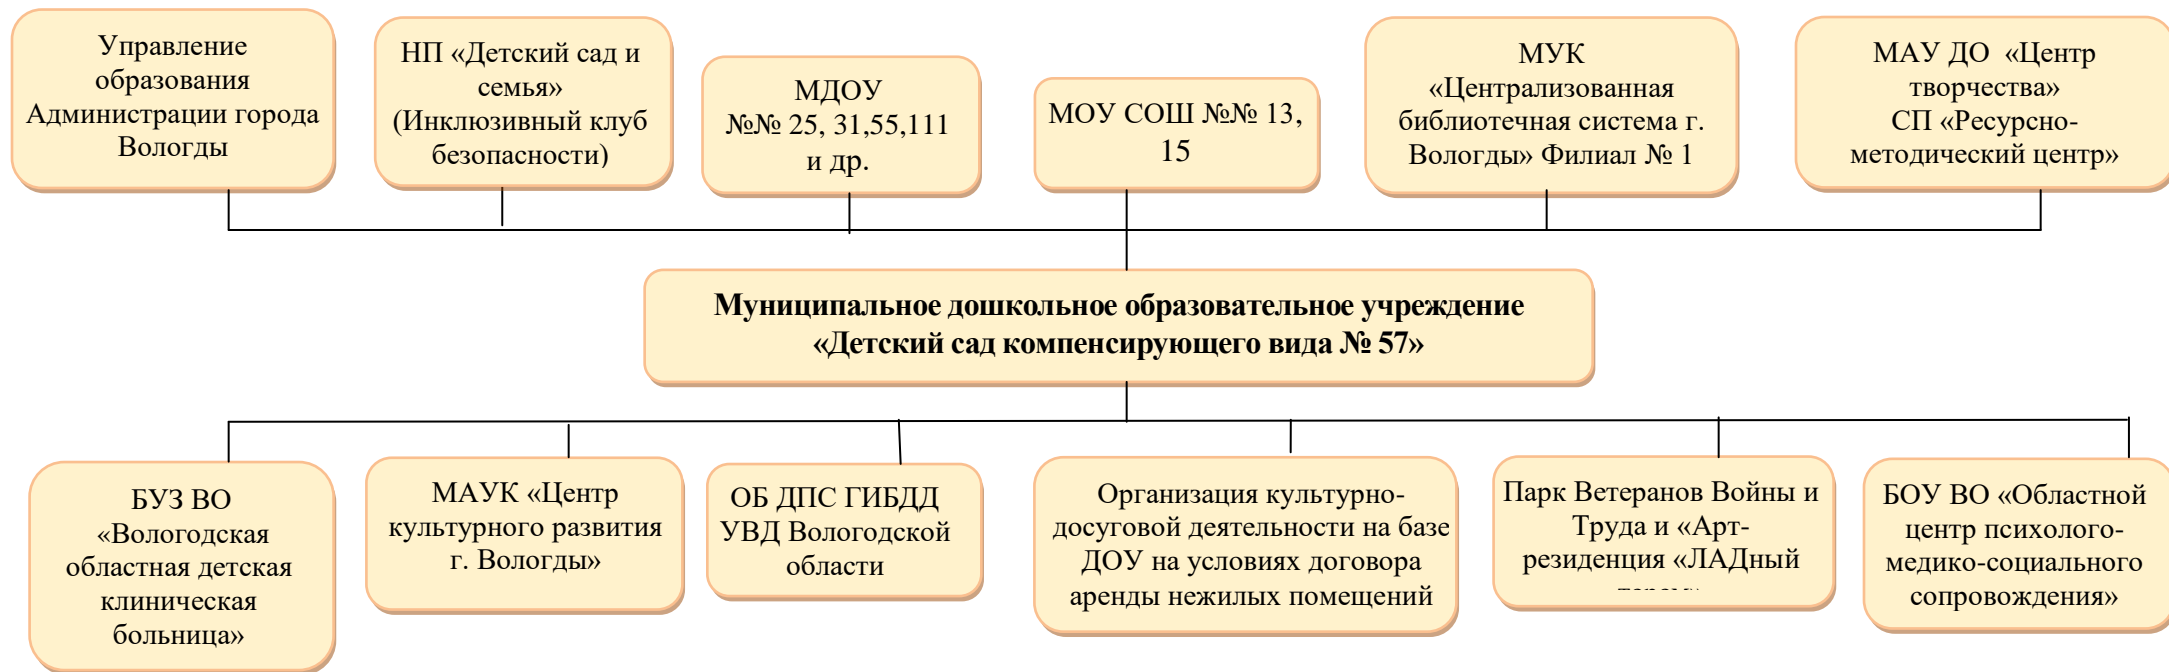 Управление
образования
Администрации города
Вологды
НП «Детский сад и
семья»
(Инклюзивный клуб
безопасности)
МДОУ
№№ 25, 31,55,111
и др.
МОУ СОШ №№ 13,
15
МУК
«Централизованная
библиотечная система г.
Вологды» Филиал № 1
МАУ ДО «Центр
творчества»
СП «Ресурсно-
методический центр»
Муниципальное дошкольное образовательное учреждение
«Детский сад компенсирующего вида № 57»
БУЗ ВО
«Вологодская
областная детская
клиническая
больница»
МАУК «Центр
культурного развития
г. Вологды»
ОБ ДПС ГИБДД
УВД Вологодской
области
Организация культурно-
досуговой деятельности на базе
ДОУ на условиях договора
аренды нежилых помещений
Парк Ветеранов Войны и
Труда и «Арт-
резиденция «ЛАДный
БОУ ВО «Областной
центр психолого-
медико-социального
сопровождения»